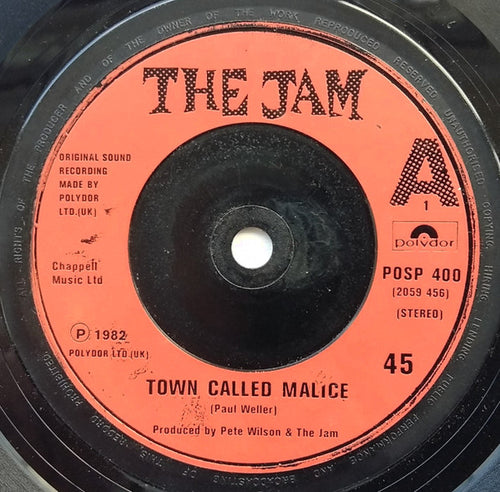 THE JAM
A
1
ORIGINAL SOUND
RECORDING
MADE BY
POLYDOR
LTD.(UK)
polydor
POSP 400
(2059 456)
(STEREO)
Chappell
Music Ltd
P 1982
POLYDOR LTD.(UK)
45
TOWN CALLED MALICE
(Paul Weller)
Produced by Pete Wilson & The Jam
ALL RIGHTS OF THE PRODUCER AND OF THE OWNER OF THE WORK REPRODUCED RESERVED UNAUTHORISED COPYING HIRING LENDING PUBLIC PERFORMANCE AND BROADCASTING OF THIS RECORD PROHIBITED